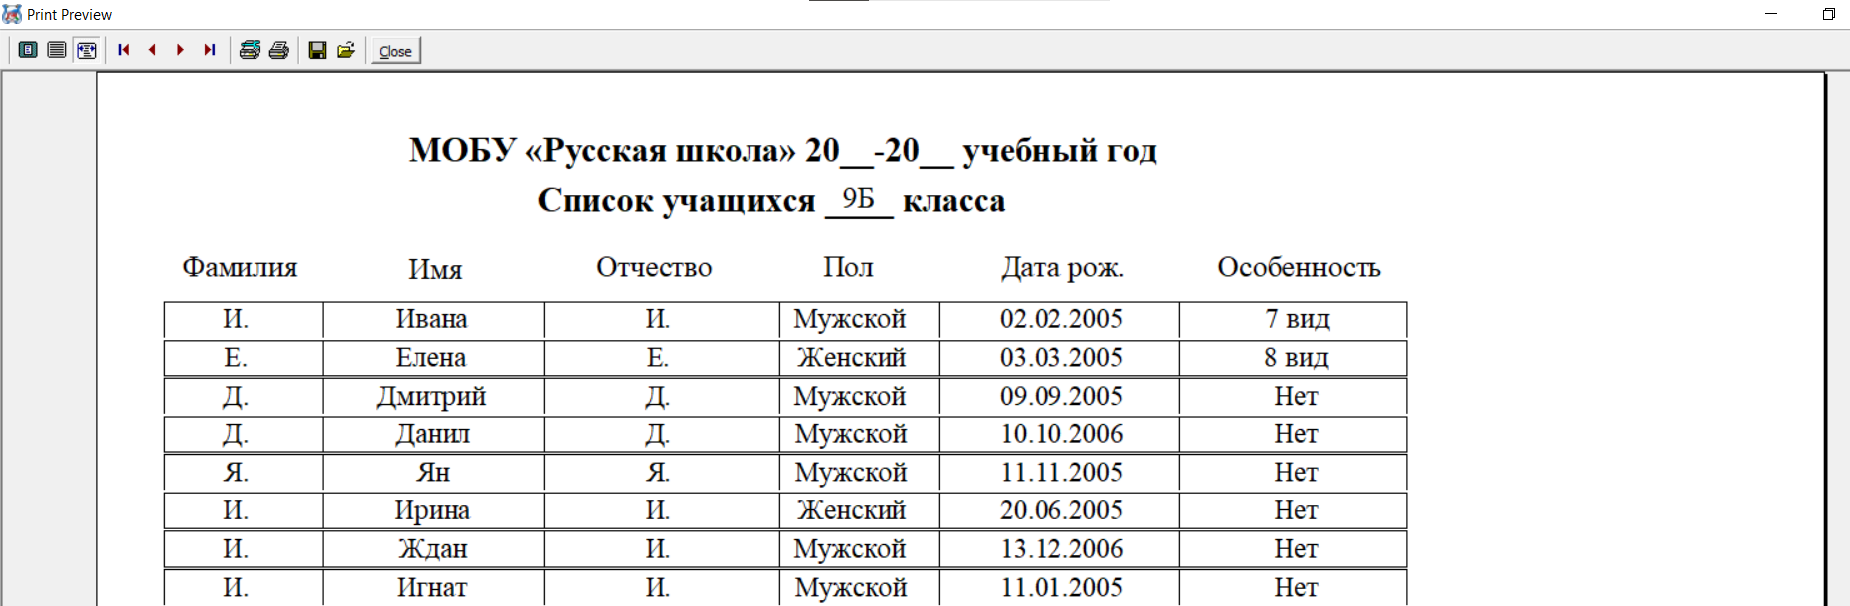 Print Preview
Close
МОБУ «Русская школа» 20__-20__ учебный год
Список учащихся 9Б класса
Фамилия Имя Отчество Пол Дата рож. Особенность
И. Ивана И. Мужской 02.02.2005 7 вид
Е. Елена Е. Женский 03.03.2005 8 вид
Д. Дмитрий Д. Мужской 09.09.2005 Нет
Д. Данил Д. Мужской 10.10.2006 Нет
Я. Ян Я. Мужской 11.11.2005 Нет
И. Ирина И. Женский 20.06.2005 Нет
И. Ждан И. Мужской 13.12.2006 Нет
И. Игнат И. Мужской 11.01.2005 Нет